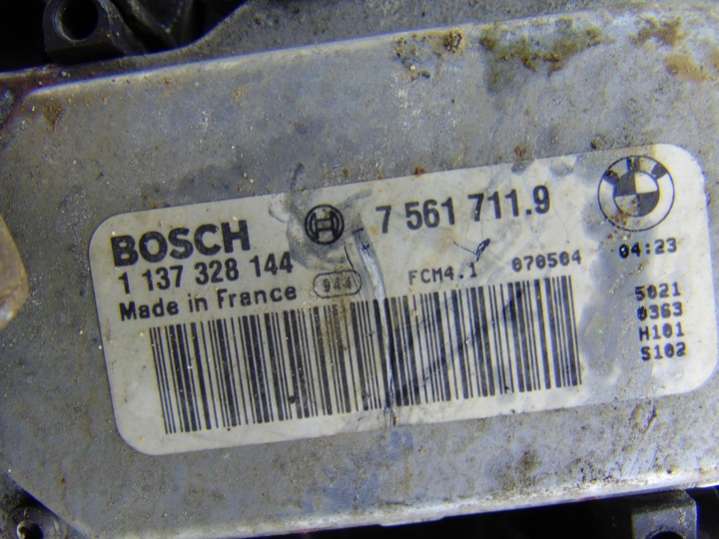 BOSCH 7 561 711.9
1 137 328 144 FCM4.1 070504 04:23
Made in France 944
5021
0363
H101
S102